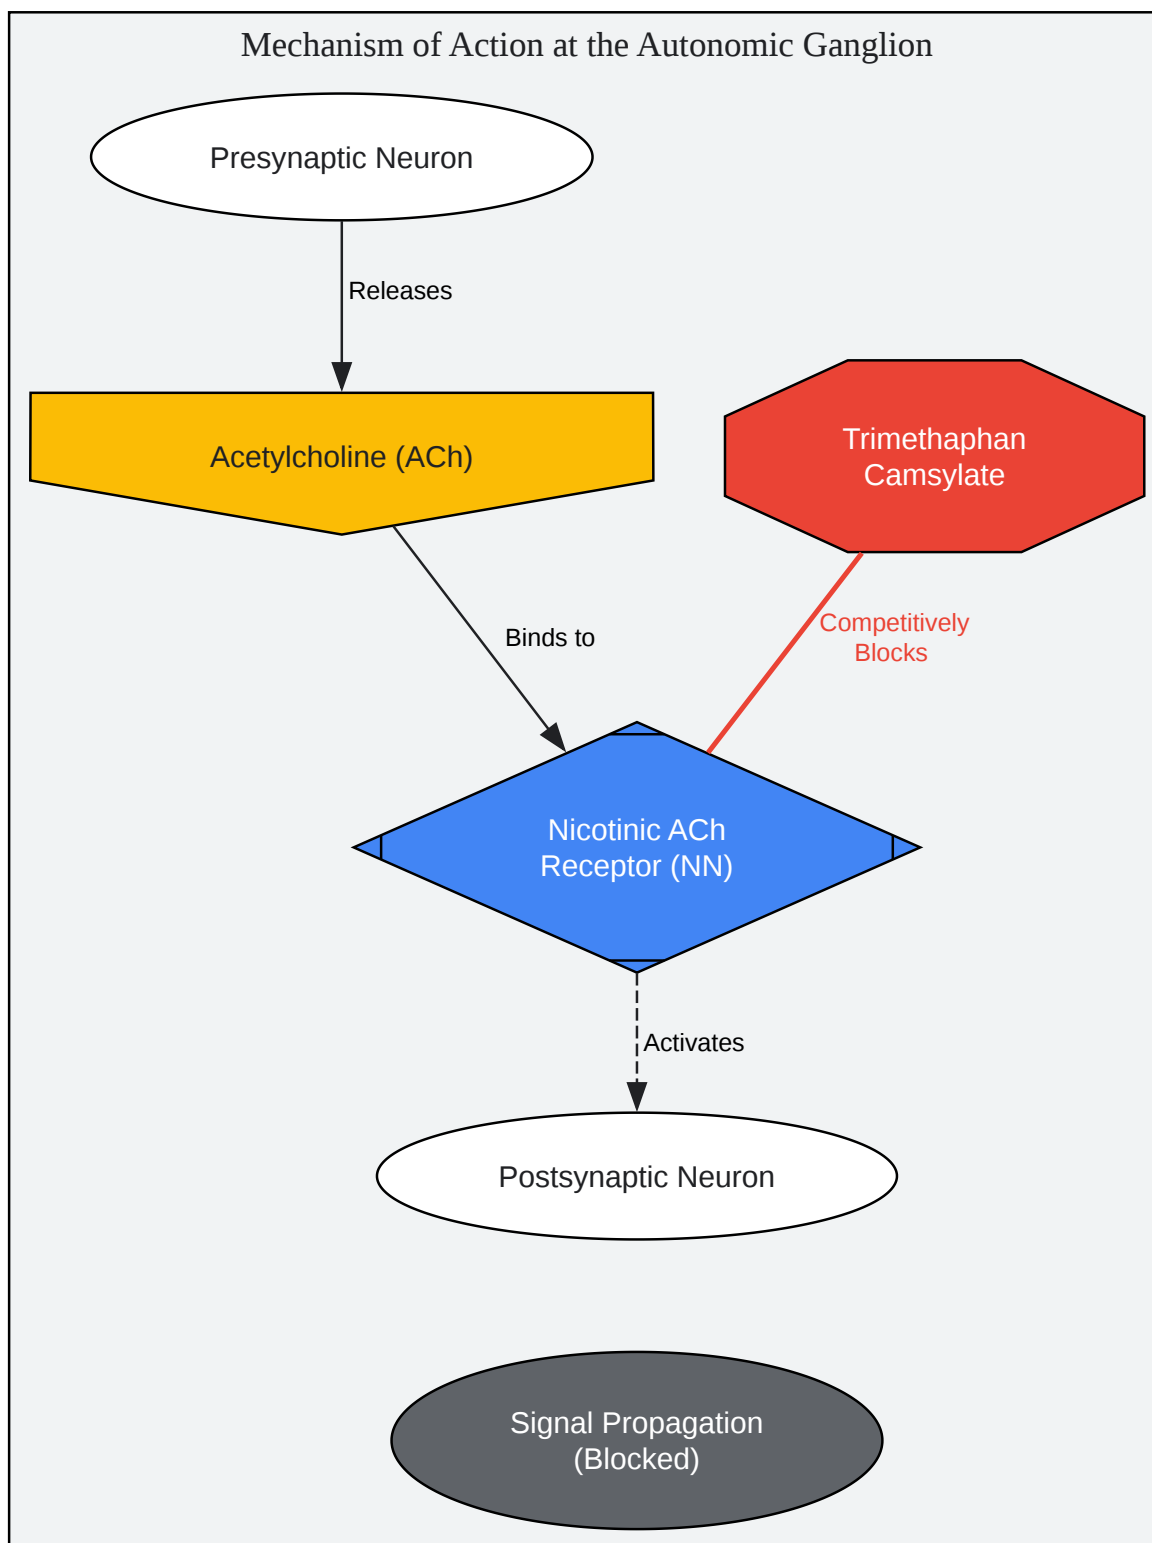 Mechanism of Action at the Autonomic Ganglion
Presynaptic Neuron
Releases
Acetylcholine (ACh)
Trimethaphan
Camsylate
Binds to
Competitively
Blocks
Nicotinic ACh
Receptor (NN)
Activates
Postsynaptic Neuron
Signal Propagation
(Blocked)